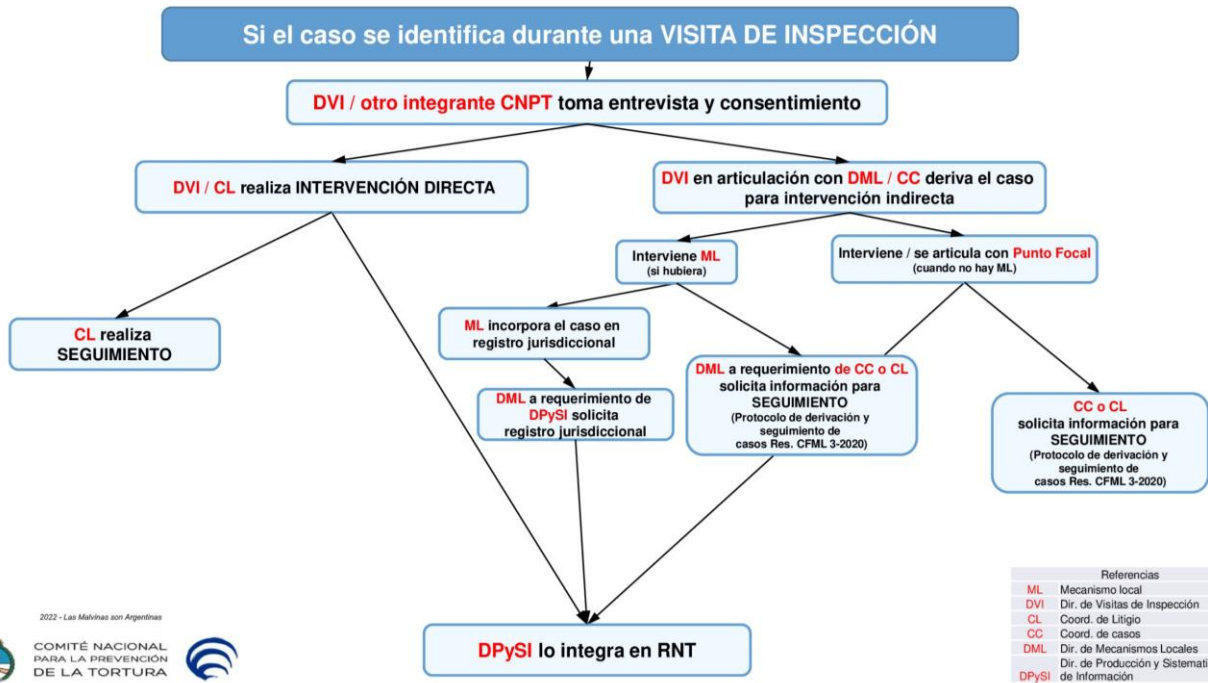 Si el caso se identifica durante una VISITA DE INSPECCIÓN
DVI / otro integrante CNPT toma entrevista y consentimiento
DVI / CL realiza INTERVENCIÓN DIRECTA
DVI en articulación con DML / CC deriva el caso
para intervención indirecta
Interviene ML
(si hubiera)
Interviene / se articula con Punto Focal
(cuando no hay ML)
CL realiza
SEGUIMIENTO
ML incorpora el caso en
registro jurisdiccional
DML a requerimiento de
DPySI solicita
registro jurisdiccional
DML a requerimiento de CC o CL
solicita información para
SEGUIMIENTO
(Protocolo de derivación y
seguimiento de
casos Res. CFML 3-2020)
CC o CL
solicita información para
SEGUIMIENTO
(Protocolo de derivación y
seguimiento de
casos Res. CFML 3-2020)
DPySI lo integra en RNT
2022 - Las Malvinas son Argentinas
COMITÉ NACIONAL
PARA LA PREVENCIÓN
DE LA TORTURA
Referencias
ML Mecanismo local
DVI Dir. de Visitas de Inspección
CL Coord. de Litigio
CC Coord. de casos
DML Dir. de Mecanismos Locales
Dir. de Producción y Sistemati
DPySI de Información